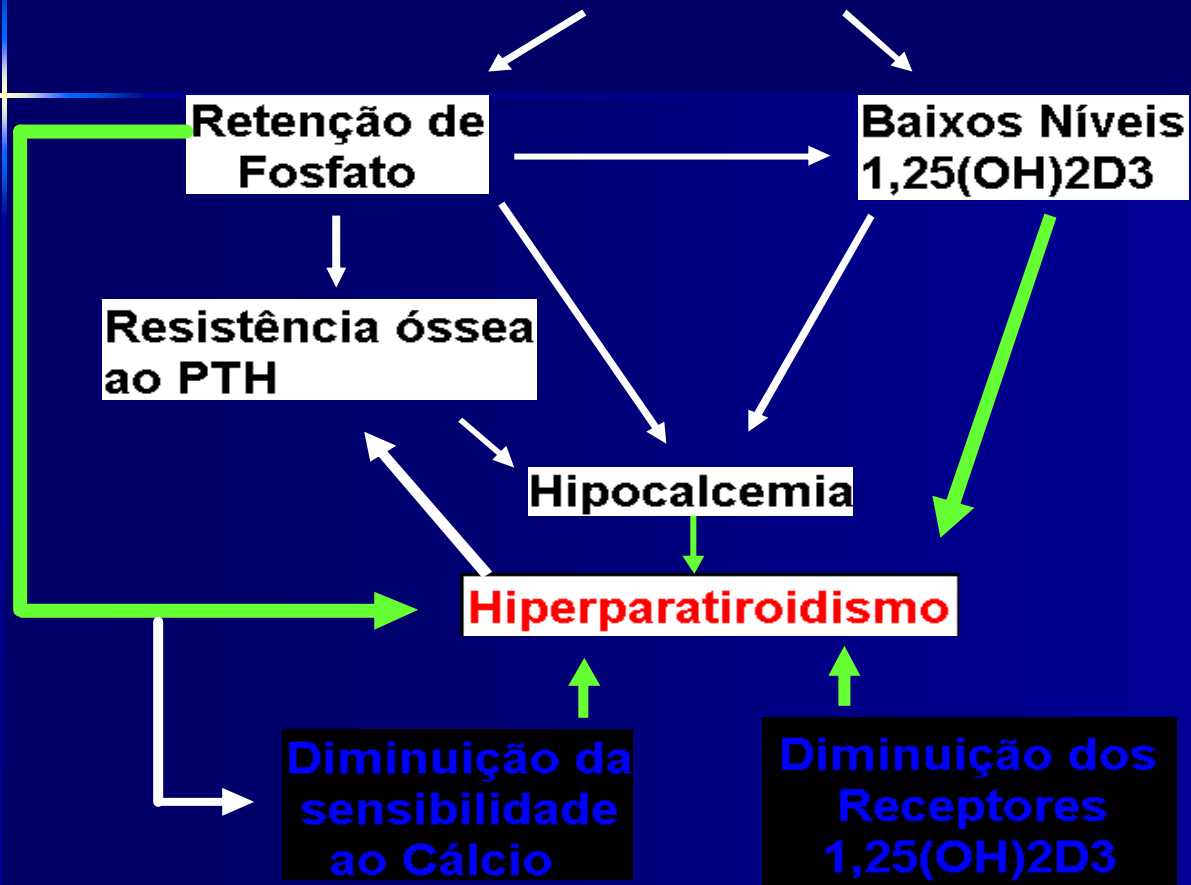 Retenção de
Fosfato
Baixos Níveis
1,25(OH)2D3
Resistência óssea
ao PTH
Hipocalcemia
Hiperparatiroidismo
Diminuição da
sensibilidade
ao Cálcio
Diminuição dos
Receptores
1,25(OH)2D3